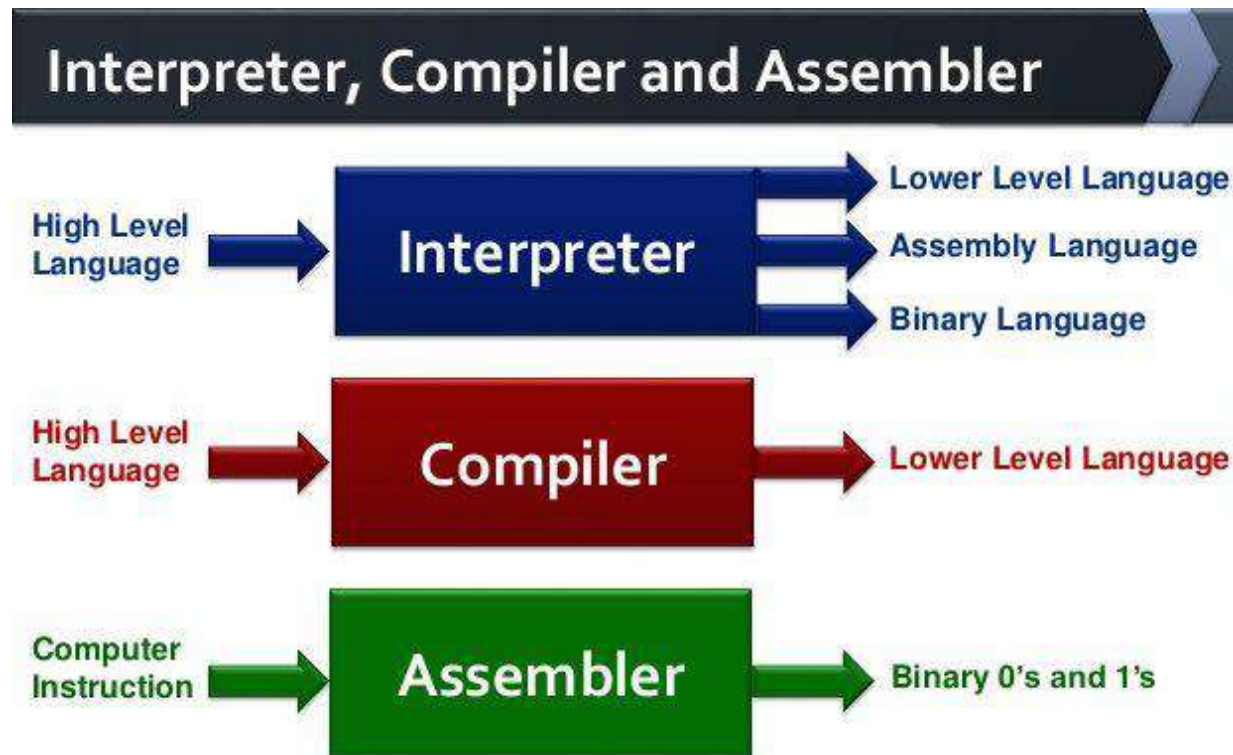 Interpreter, Compiler and Assembler
High Level
Language
Interpreter
Lower Level Language
Assembly Language
Binary Language
High Level
Language
Compiler
Lower Level Language
Computer
Instruction
Assembler
Binary 0's and 1's